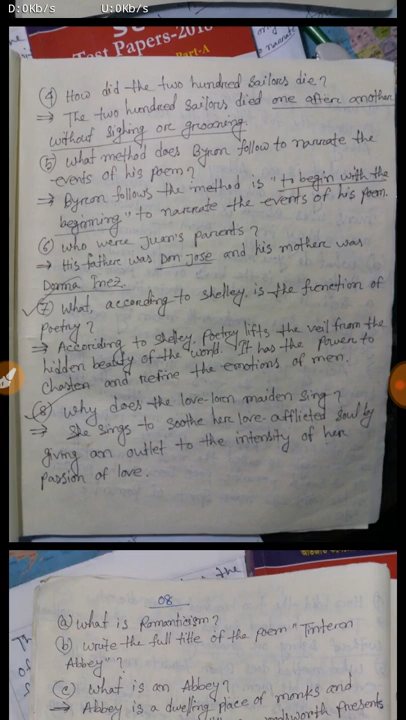 D:0Kb/s U:0Kb/s
Test Papers-2018
Part-A
④ How did the two hundred sailors die?
⇒ The two hundred sailors died one after another
without sighing or groaning.
⑤ What method does Byron follow to narrate the
events of his poem?
⇒ Byron follows the method is "to begin with the
beginning" to narrate the events of his poem.
⑥ Who were Juan's parents?
⇒ His father was Don Jose and his mother was
Donna Inez.
⑦ What, according to Shelley, is the function of
poetry?
⇒ According to Shelley, Poetry lifts the veil from the
hidden beauty of the world. It has the power to
chasten and refine the emotions of men.
⑧ Why does the love-lorn maiden sing?
⇒ She sings to soothe her love-afflicted soul by
giving an outlet to the intensity of her
passion of love.
the
08
ⓐ What is Romanticism?
ⓑ Write the full title of the poem "Tintern
Abbey"?
ⓒ What is an Abbey?
⇒ Abbey is a dwelling place of monks and
presents